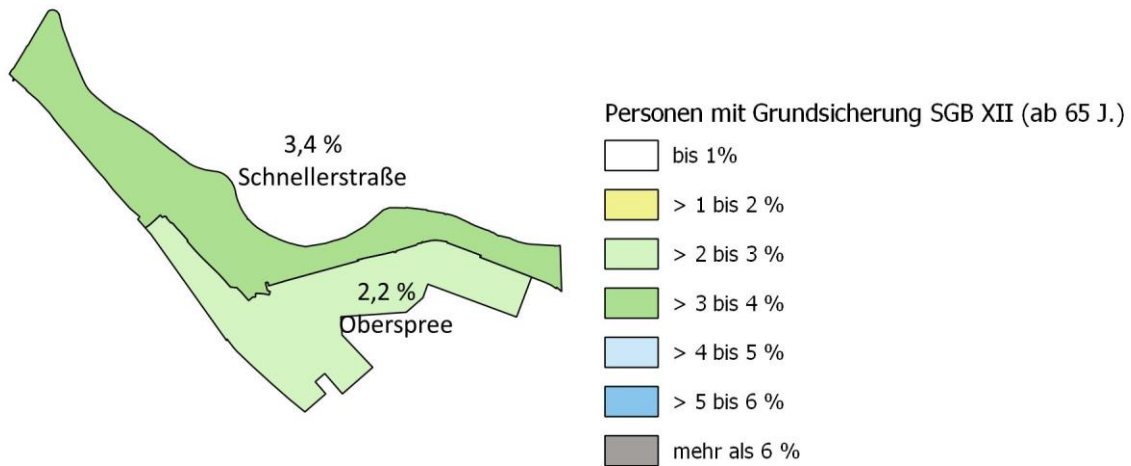 3,4 %
Schnellerstraße
2,2 %
Oberspree
Personen mit Grundsicherung SGB XII (ab 65 J.)
bis 1%
> 1 bis 2 %
> 2 bis 3 %
> 3 bis 4 %
> 4 bis 5 %
> 5 bis 6 %
mehr als 6 %